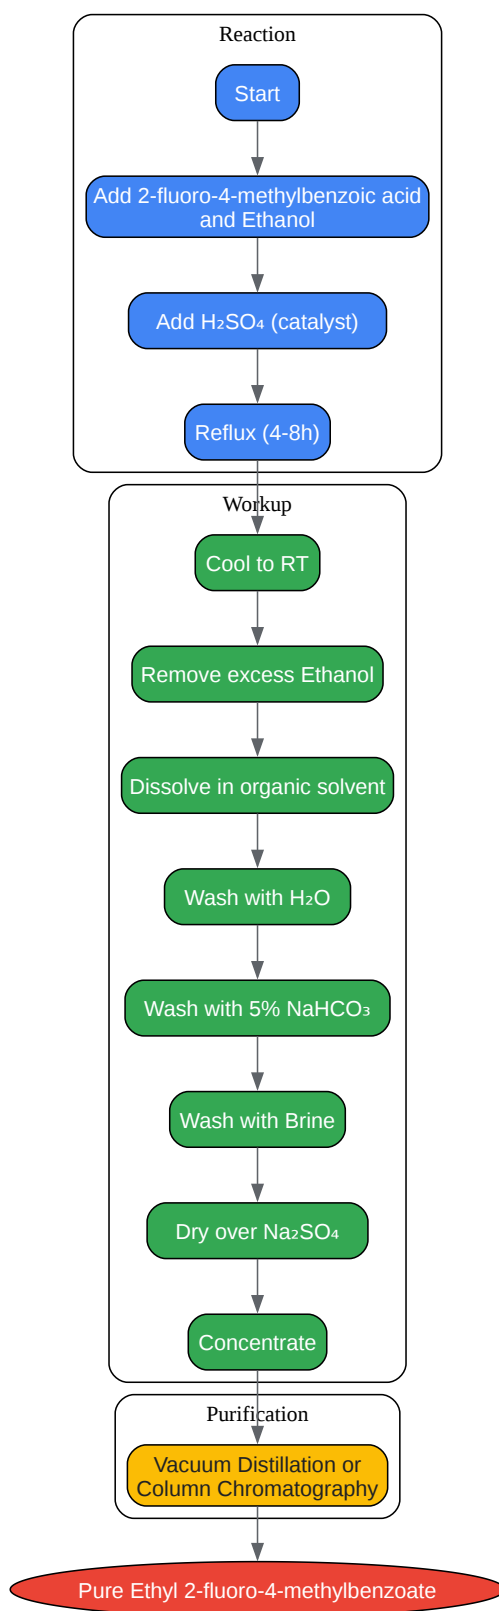 Reaction
Start
Add 2-fluoro-4-methylbenzoic acid
and Ethanol
Add H₂SO₄ (catalyst)
Reflux (4-8h)
Workup
Cool to RT
Remove excess Ethanol
Dissolve in organic solvent
Wash with H₂O
Wash with 5% NaHCO₃
Wash with Brine
Dry over Na₂SO₄
Concentrate
Purification
Vacuum Distillation or
Column Chromatography
Pure Ethyl 2-fluoro-4-methylbenzoate